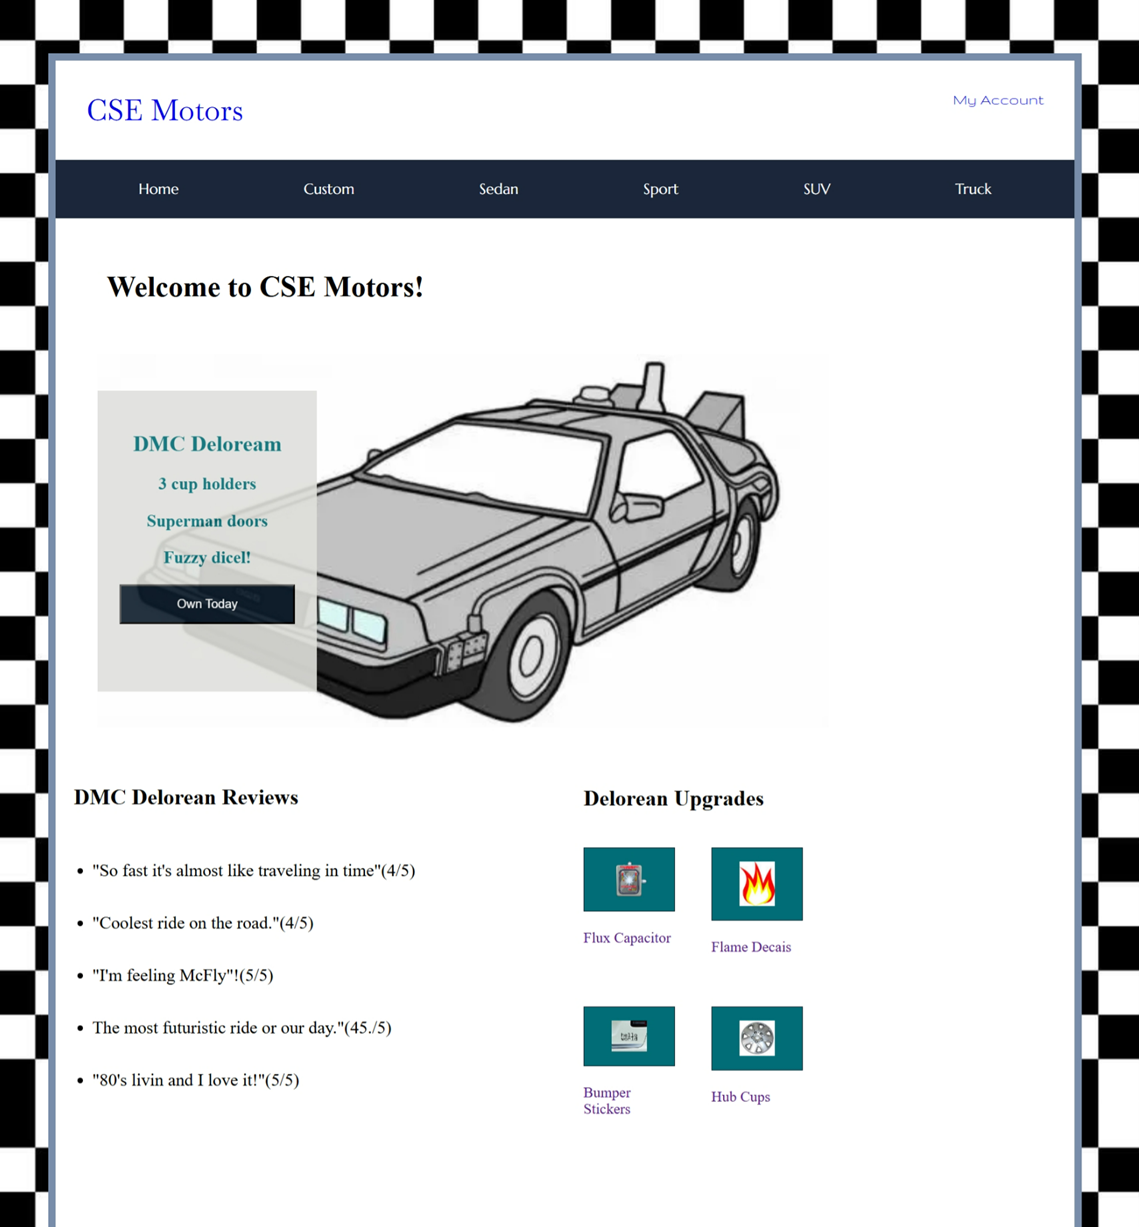 CSE Motors
My Account
Home Custom Sedan Sport SUV Truck
Welcome to CSE Motors!
DMC Deloream
3 cup holders
Superman doors
Fuzzy dicel!
Own Today
DMC Delorean Reviews
"So fast it's almost like traveling in time"(4/5)
"Coolest ride on the road."(4/5)
"I'm feeling McFly"!(5/5)
The most futuristic ride or our day."(45./5)
"80's livin and I love it!"(5/5)
Delorean Upgrades
Flux Capacitor
Flame Decais
Bumper
Stickers
Hub Cups